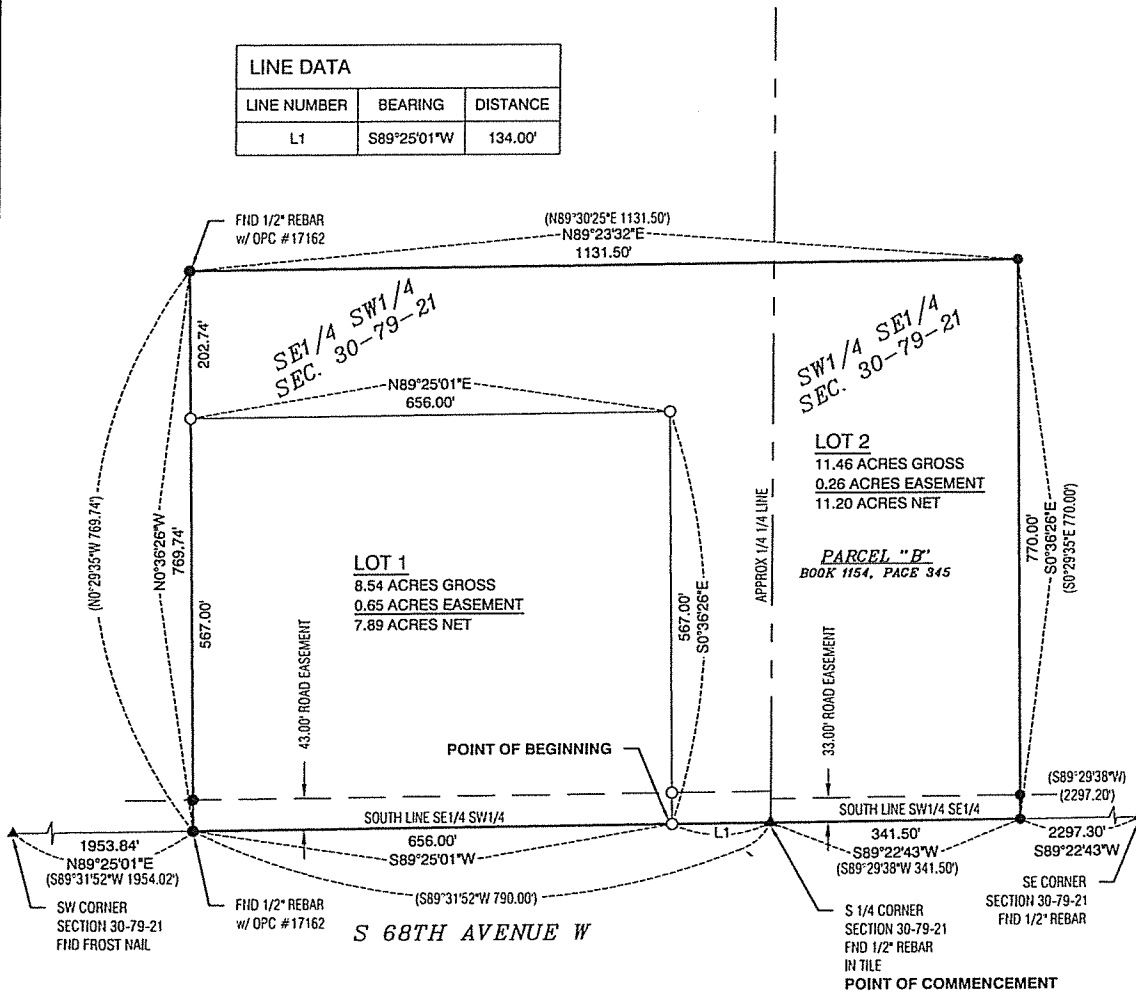 LINE DATA
LINE NUMBER BEARING DISTANCE
L1 S89°25'01"W 134.00'
FND 1/2" REBAR
w/ OPC #17162
(N89°30'25"E 1131.50')
N89°23'32"E
1131.50'
SE1/4 SW1/4
SEC. 30-79-21
SW1/4 SE1/4
SEC. 30-79-21
202.74'
N89°25'01"E
656.00'
LOT 2
11.46 ACRES GROSS
0.26 ACRES EASEMENT
11.20 ACRES NET
PARCEL "B"
BOOK 1154, PAGE 345
APPROX 1/4 1/4 LINE
(N0°29'35"W 769.74')
N0°36'26"W
769.74'
567.00'
LOT 1
8.54 ACRES GROSS
0.65 ACRES EASEMENT
7.89 ACRES NET
567.00'
S0°36'26"E
770.00'
S0°36'26"E
(S0°29'35"E 770.00')
43.00' ROAD EASEMENT
33.00' ROAD EASEMENT
POINT OF BEGINNING
(S89°29'38"W)
(2297.20')
SOUTH LINE SE1/4 SW1/4
SOUTH LINE SW1/4 SE1/4
1953.84'
N89°25'01"E
(S89°31'52"W 1954.02')
656.00'
S89°25'01"W
L1
341.50'
S89°22'43"W
(S89°29'38"W 341.50')
2297.30'
S89°22'43"W
(S89°31'52"W 790.00')
SW CORNER
SECTION 30-79-21
FND FROST NAIL
FND 1/2" REBAR
w/ OPC #17162
S 68TH AVENUE W
S 1/4 CORNER
SECTION 30-79-21
FND 1/2" REBAR
IN TILE
POINT OF COMMENCEMENT
SE CORNER
SECTION 30-79-21
FND 1/2" REBAR